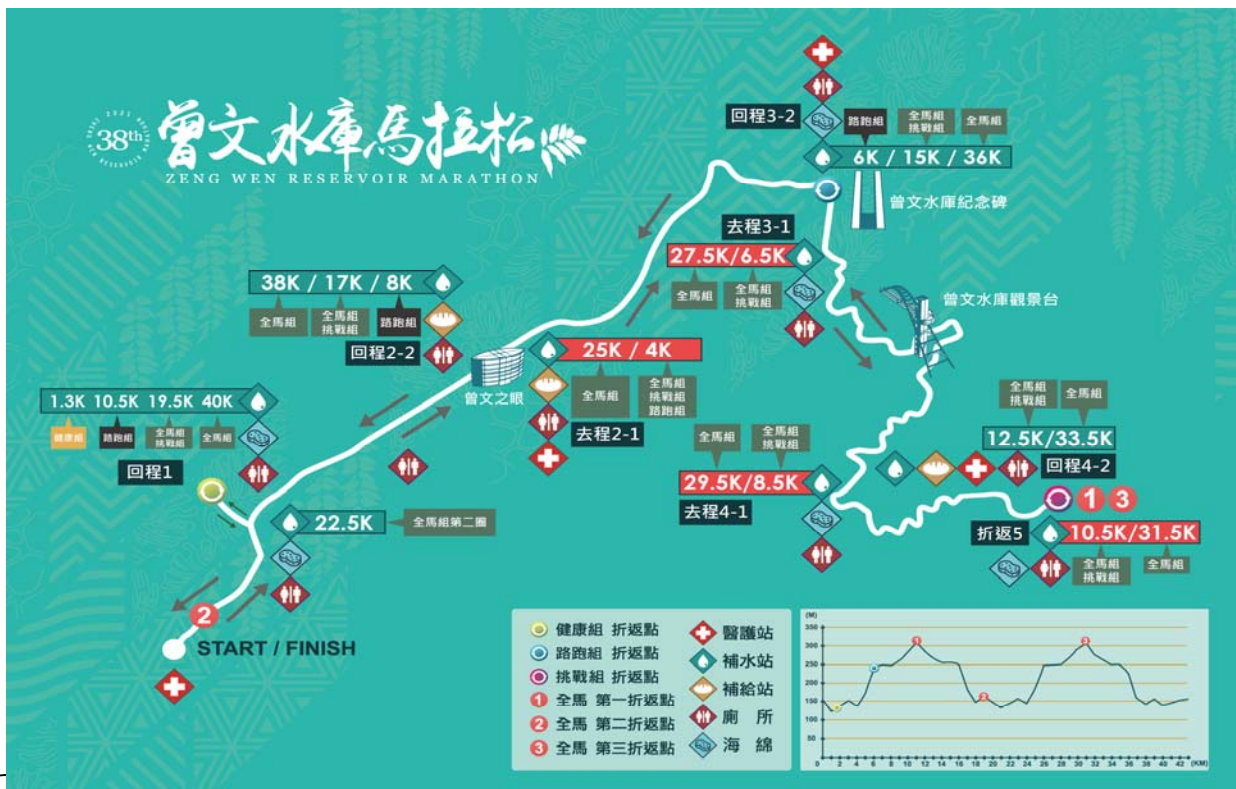 38th
曾文水庫馬拉松
ZENG WEN RESERVOIR MARATHON
回程3-2
路跑組 全馬組 挑戰組 全馬組
6K / 15K / 36K
曾文水庫紀念碑
去程3-1
27.5K/6.5K
全馬組 全馬組 挑戰組
曾文水庫觀景台
38K / 17K / 8K
全馬組 全馬組 挑戰組 路跑組
回程2-2
25K / 4K
全馬組 全馬組 挑戰組 路跑組
去程2-1
曾文之眼
1.3K 10.5K 19.5K 40K
健康組 路跑組 全馬組 挑戰組 全馬組
回程1
22.5K 全馬組第二圈
全馬組 全馬組 挑戰組
29.5K/8.5K
去程4-1
全馬組 挑戰組 全馬組
12.5K/33.5K
回程4-2
1 3
折返5
10.5K/31.5K
全馬組 挑戰組 全馬組
2
START / FINISH
健康組 折返點
路跑組 折返點
挑戰組 折返點
1 全馬 第一折返點
2 全馬 第二折返點
3 全馬 第三折返點
醫護站
補水站
補給站
廁 所
海 綿
(M)
350
300
250
200
150
100
50
1
2
3
0 2 4 6 8 10 12 14 16 18 20 22 24 26 28 30 32 34 36 38 40 42 (KM)